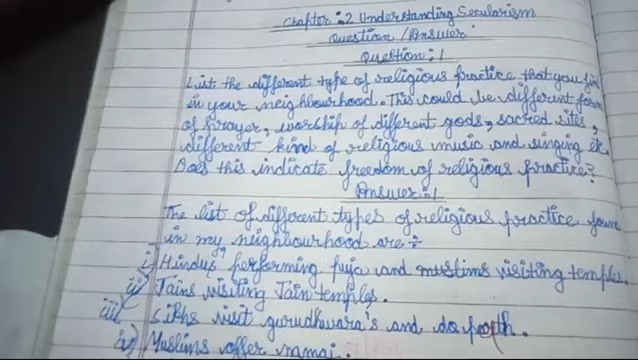 Chapter :2 Understanding Secularism
Question / Answer
Question :1
List the different type of religious practice that you fin
in your neighbourhood. This could be different for
of prayer, worship of different gods, sacred sites,
different kind of religious music and singing etc.
Does this indicate freedom of religious practice?
Answer :1
The list of different types of religious practice foun
in my neighbourhood are ÷
i) Hindus performing puja and muslims visiting temples.
ii) Jains visiting Jain temples.
iii) Sikhs visit gurudhwara's and do path.
iv) Muslims offer namaj.